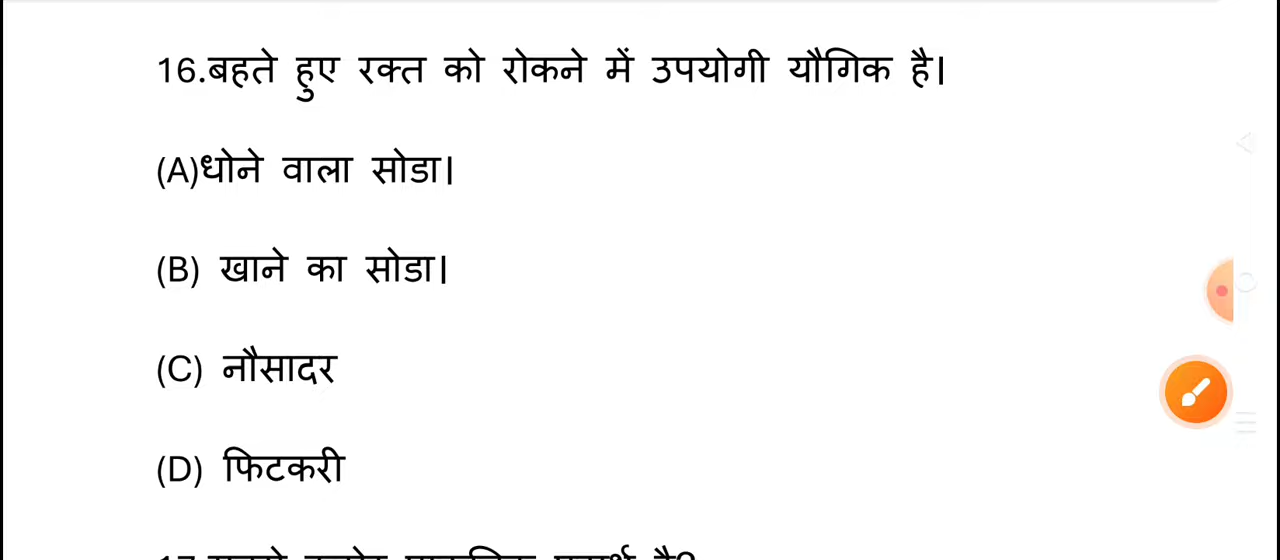 16.बहते हुए रक्त को रोकने में उपयोगी यौगिक है।
(A)धोने वाला सोडा।
(B) खाने का सोडा।
(C) नौसादर
(D) फिटकरी